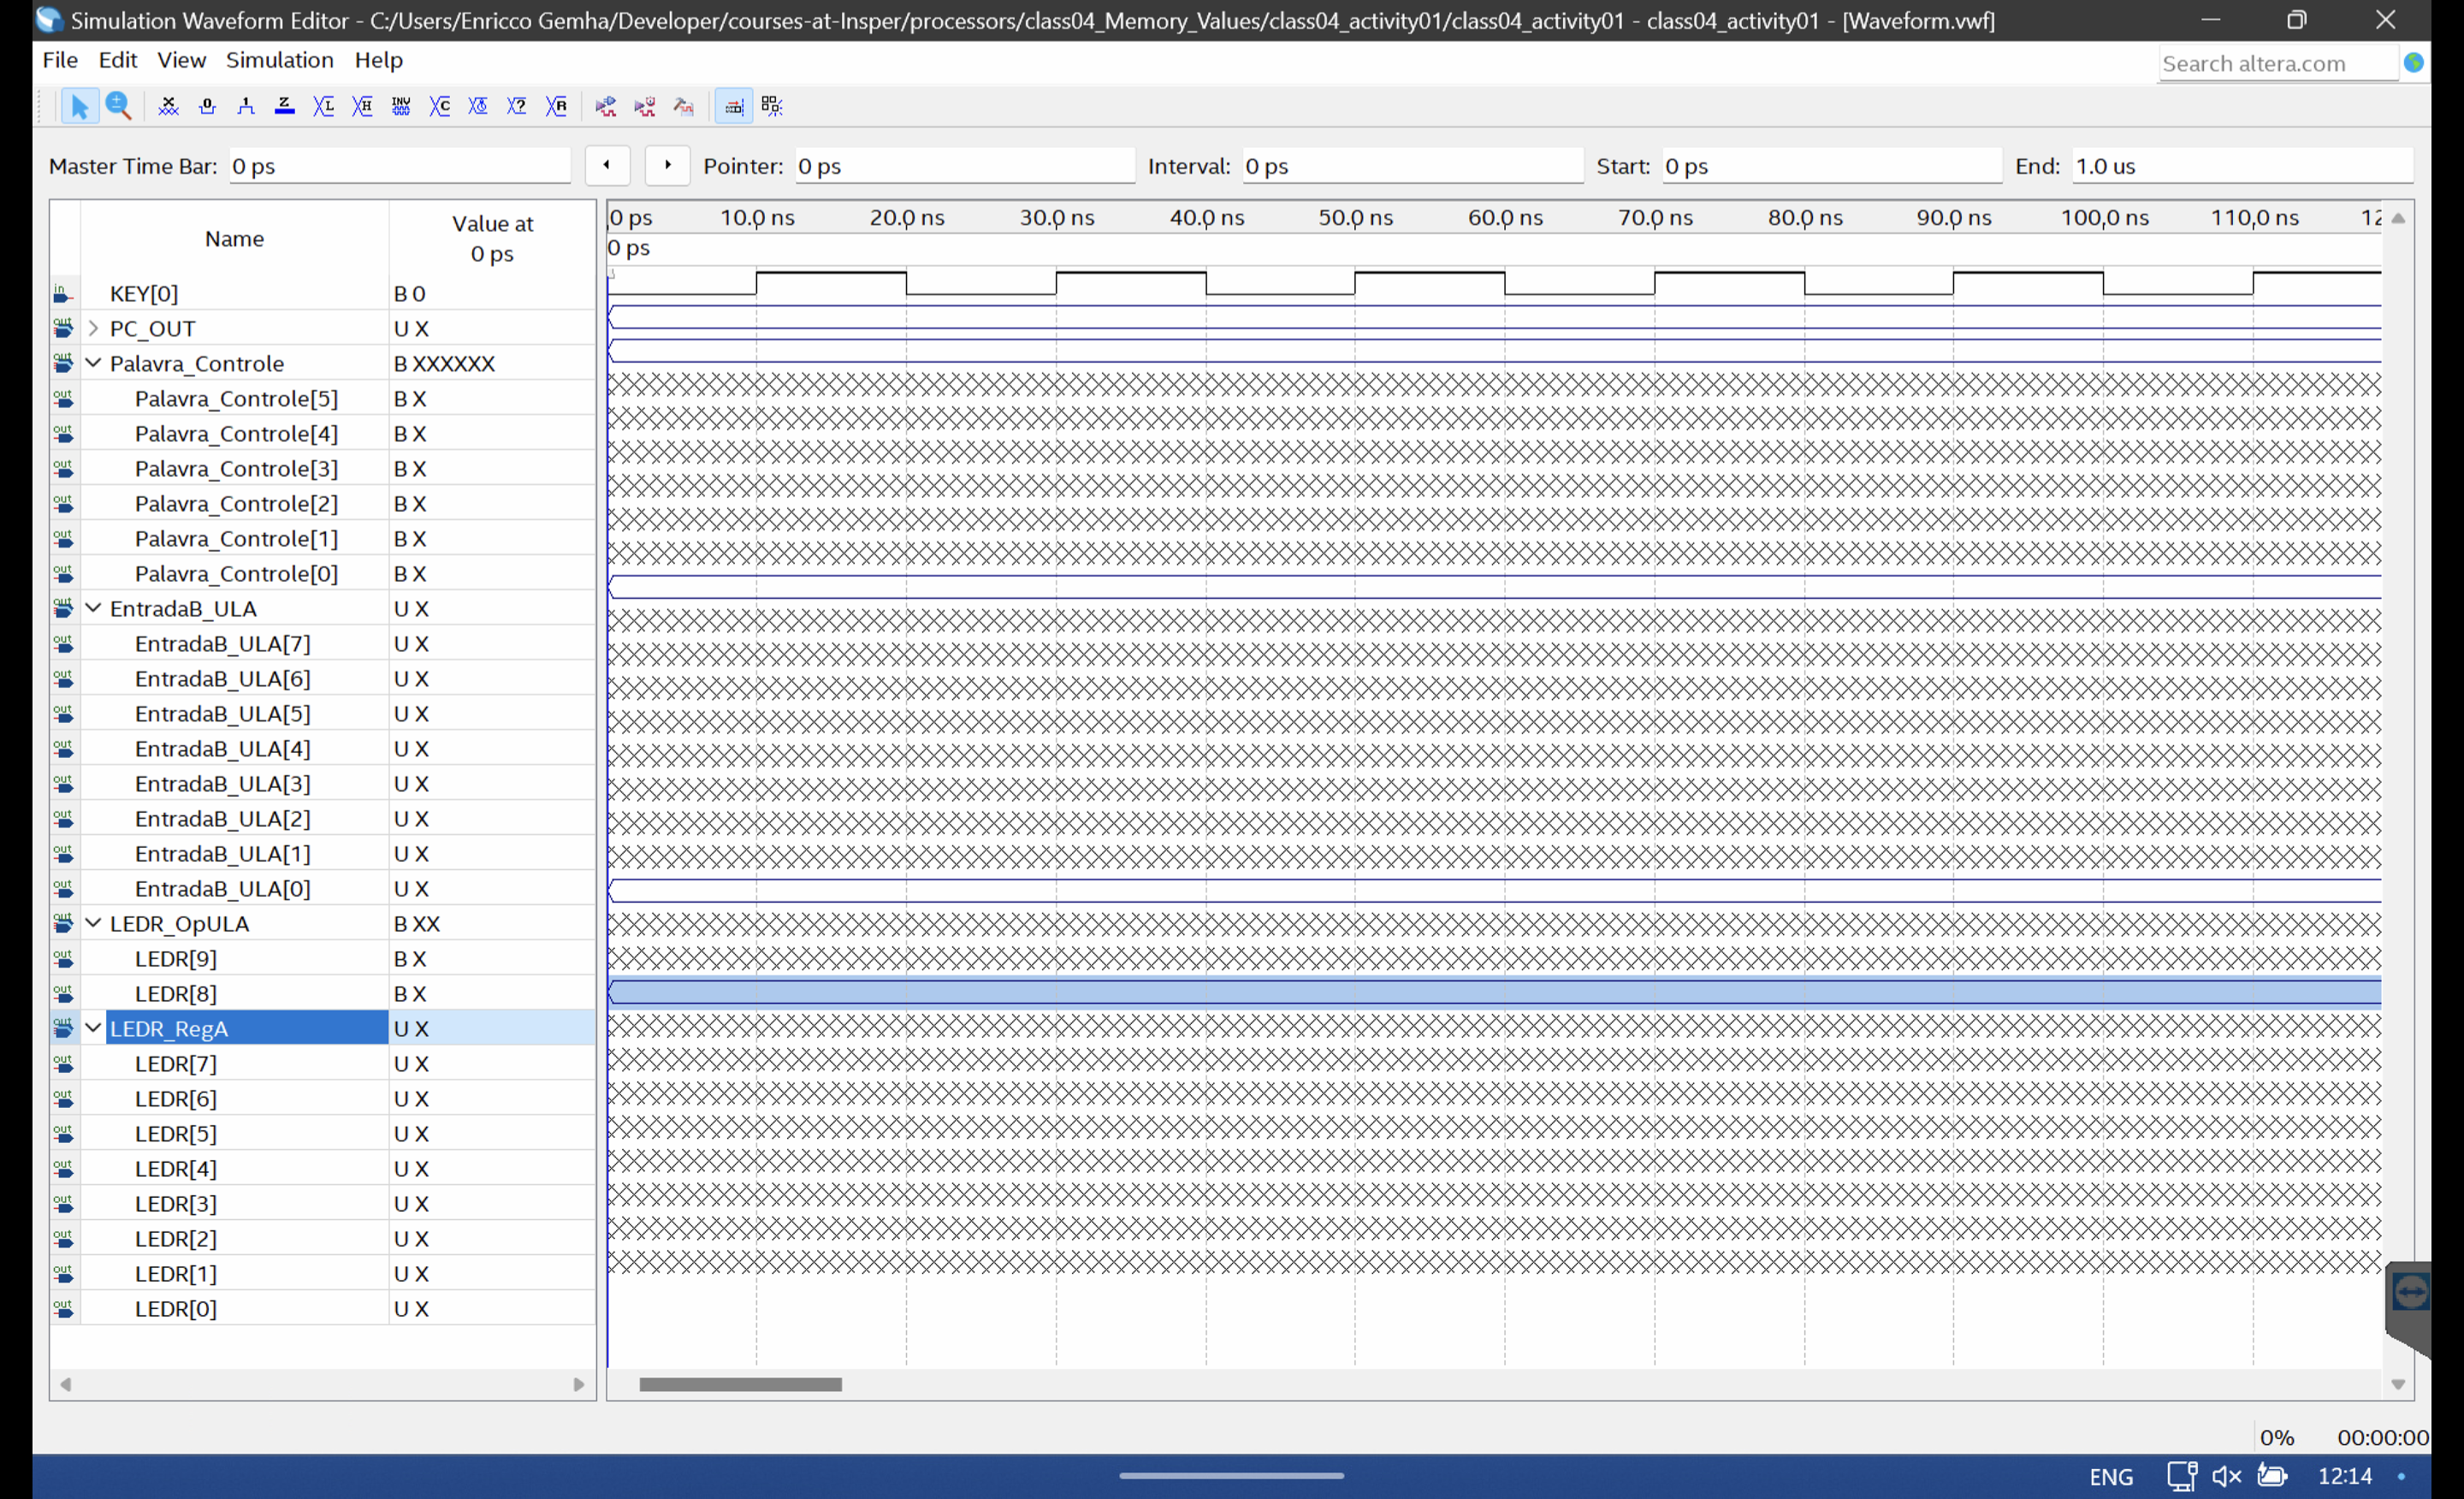 Simulation Waveform Editor - C:/Users/Enricco Gemha/Developer/courses-at-Insper/processors/class04_Memory_Values/class04_activity01/class04_activity01 - class04_activity01 - [Waveform.vwf]
File Edit View Simulation Help
Search altera.com
Master Time Bar: 0 ps Pointer: 0 ps Interval: 0 ps Start: 0 ps End: 1.0 us
Name Value at 0 ps
0 ps 10.0 ns 20.0 ns 30.0 ns 40.0 ns 50.0 ns 60.0 ns 70.0 ns 80.0 ns 90.0 ns 100.0 ns 110.0 ns 12
0 ps
KEY[0] B 0
PC_OUT U X
Palavra_Controle B XXXXXX
Palavra_Controle[5] B X
Palavra_Controle[4] B X
Palavra_Controle[3] B X
Palavra_Controle[2] B X
Palavra_Controle[1] B X
Palavra_Controle[0] B X
EntradaB_ULA U X
EntradaB_ULA[7] U X
EntradaB_ULA[6] U X
EntradaB_ULA[5] U X
EntradaB_ULA[4] U X
EntradaB_ULA[3] U X
EntradaB_ULA[2] U X
EntradaB_ULA[1] U X
EntradaB_ULA[0] U X
LEDR_OpULA B XX
LEDR[9] B X
LEDR[8] B X
LEDR_RegA U X
LEDR[7] U X
LEDR[6] U X
LEDR[5] U X
LEDR[4] U X
LEDR[3] U X
LEDR[2] U X
LEDR[1] U X
LEDR[0] U X
0% 00:00:00
ENG 12:14